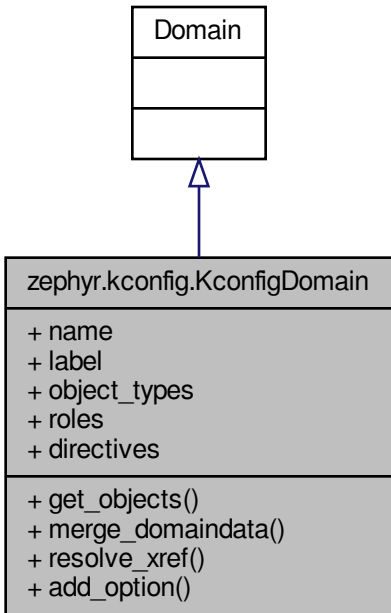 Domain
zephyr.kconfig.KconfigDomain
+ name
+ label
+ object_types
+ roles
+ directives
+ get_objects()
+ merge_domaindata()
+ resolve_xref()
+ add_option()